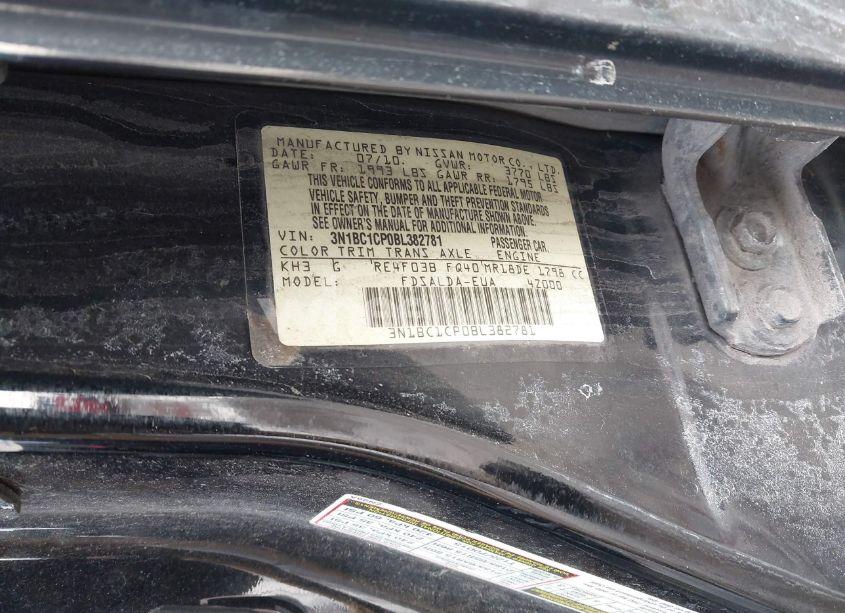 MANUFACTURED BY NISSAN MOTOR CO., LTD.
DATE: 07/10. GVWR: 3770 LBS
GAWR FR: 1993 LBS GAWR RR: 1795 LBS
THIS VEHICLE CONFORMS TO ALL APPLICABLE FEDERAL MOTOR
VEHICLE SAFETY, BUMPER AND THEFT PREVENTION STANDARDS
IN EFFECT ON THE DATE OF MANUFACTURE SHOWN ABOVE.
SEE OWNER'S MANUAL FOR ADDITIONAL INFORMATION.
VIN: 3N1BC1CP0BL382781 PASSENGER CAR.
COLOR TRIM TRANS AXLE ENGINE
KH3 G RE4F03B FQ40 MR18DE 1798 CC
MODEL: FDSALDA-EUA 42000
3N1BC1CP0BL382781